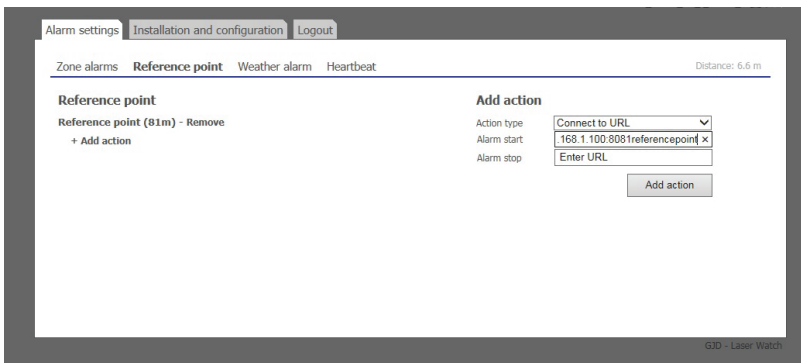 Alarm settings Installation and configuration Logout
Zone alarms Reference point Weather alarm Heartbeat Distance: 6.6 m
Reference point
Reference point (81m) - Remove
+ Add action
Add action
Action type Connect to URL
Alarm start .168.1.100:8081referencepoint ×
Alarm stop Enter URL
Add action
GJD - Laser Watch